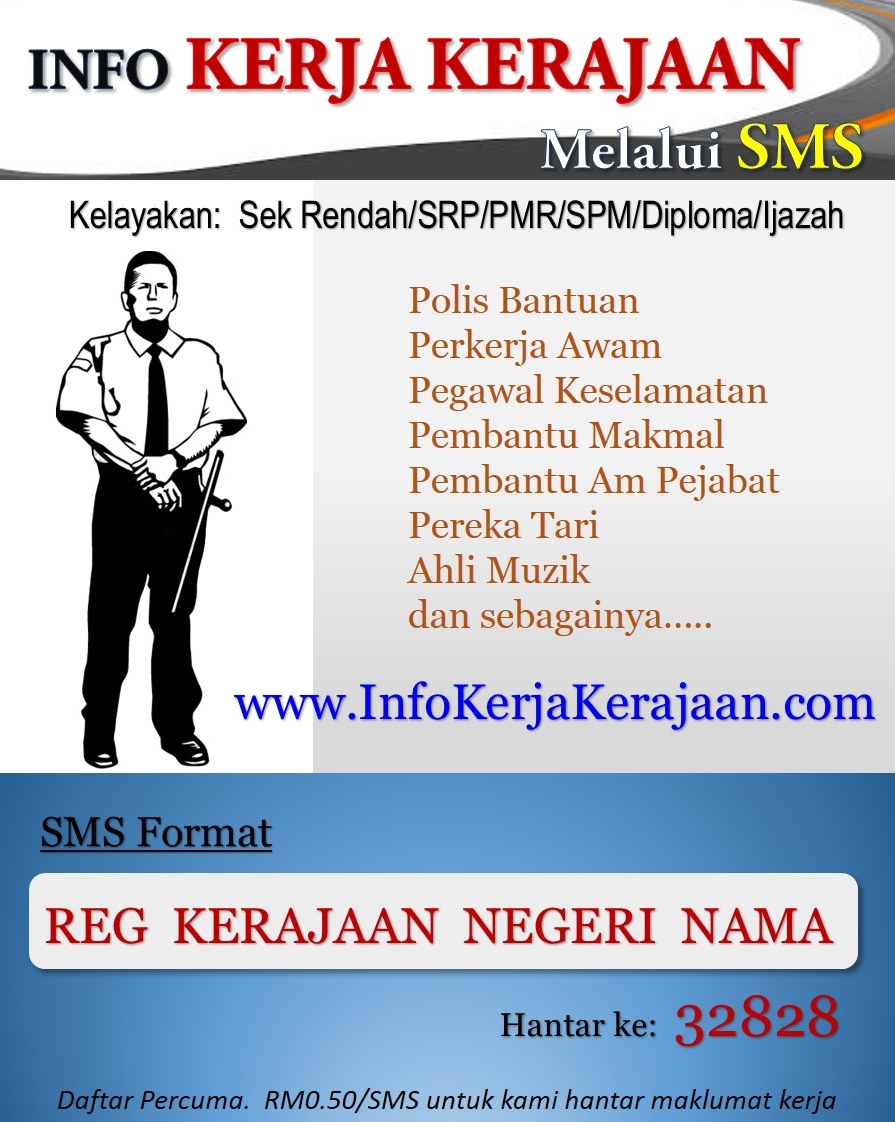 INFO KERJA KERAJAAN
Melalui SMS
Kelayakan: Sek Rendah/SRP/PMR/SPM/Diploma/Ijazah
Polis Bantuan
Perkerja Awam
Pegawal Keselamatan
Pembantu Makmal
Pembantu Am Pejabat
Pereka Tari
Ahli Muzik
dan sebagainya.....
www.InfoKerjaKerajaan.com
SMS Format
REG KERAJAAN NEGERI NAMA
Hantar ke: 32828
Daftar Percuma. RM0.50/SMS untuk kami hantar maklumat kerja